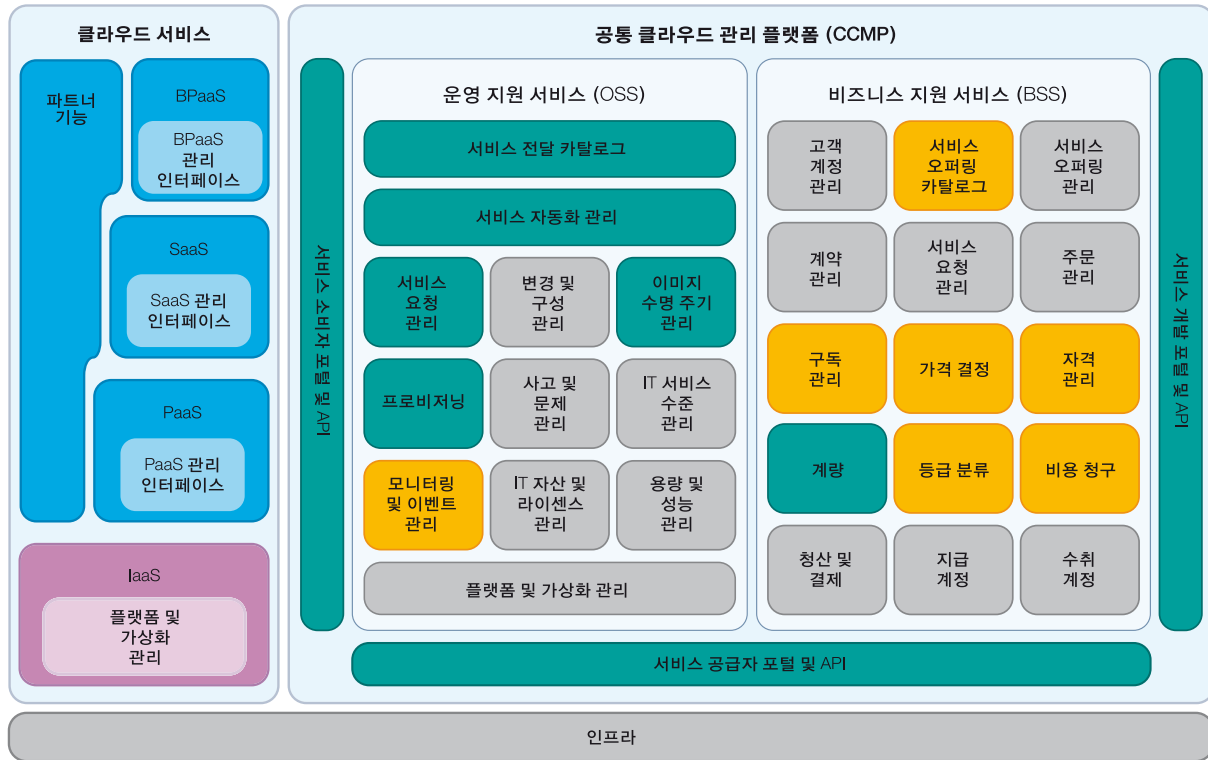 클라우드 서비스
파트너
기능
BPaaS
BPaaS
관리
인터페이스
SaaS
SaaS 관리
인터페이스
PaaS
PaaS 관리
인터페이스
IaaS
플랫폼 및
가상화
관리
공통 클라우드 관리 플랫폼 (CCMP)
서비스 소비자 포털 및 API
운영 지원 서비스 (OSS)
서비스 전달 카탈로그
서비스 자동화 관리
서비스
요청
관리
변경 및
구성
관리
이미지
수명 주기
관리
프로비저닝
사고 및
문제
관리
IT 서비스
수준
관리
모니터링
및 이벤트
관리
IT 자산 및
라이센스
관리
용량 및
성능
관리
플랫폼 및 가상화 관리
비즈니스 지원 서비스 (BSS)
고객
계정
관리
서비스
오퍼링
카탈로그
서비스
오퍼링
관리
계약
관리
서비스
요청
관리
주문
관리
구독
관리
가격 결정
자격
관리
계량
등급 분류
비용 청구
청산 및
결제
지급
계정
수취
계정
서비스 개발 포털 및 API
서비스 공급자 포털 및 API
인프라